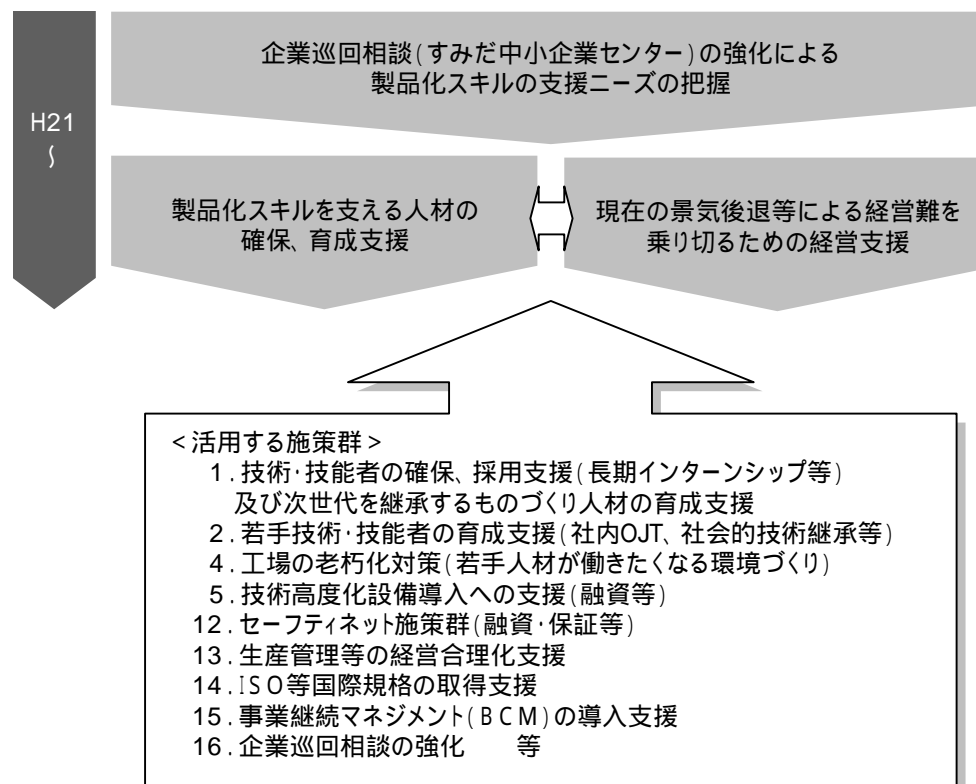 企業巡回相談(すみだ中小企業センター)の強化による
製品化スキルの支援ニーズの把握
H21
〜
製品化スキルを支える人材の
確保、育成支援
現在の景気後退等による経営難を
乗り切るための経営支援
<活用する施策群>
1.技術・技能者の確保、採用支援(長期インターンシップ等)
及び次世代を継承するものづくり人材の育成支援
2.若手技術・技能者の育成支援(社内OJT、社会的技術継承等)
4.工場の老朽化対策(若手人材が働きたくなる環境づくり)
5.技術高度化設備導入への支援(融資等)
12.セーフティネット施策群(融資・保証等)
13.生産管理等の経営合理化支援
14.ISO等国際規格の取得支援
15.事業継続マネジメント(BCM)の導入支援
16.企業巡回相談の強化　等